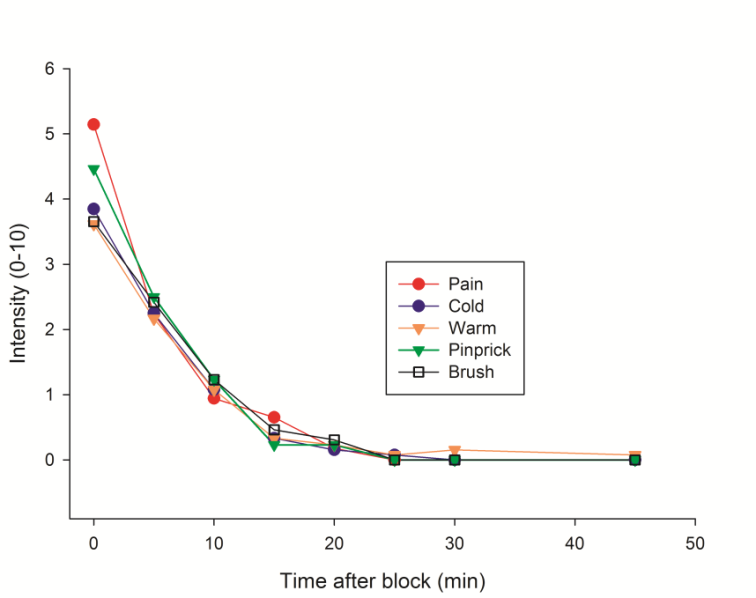 6
5
4
3
2
1
0
Intensity (0-10)
Pain
Cold
Warm
Pinprick
Brush
0 10 20 30 40 50
Time after block (min)